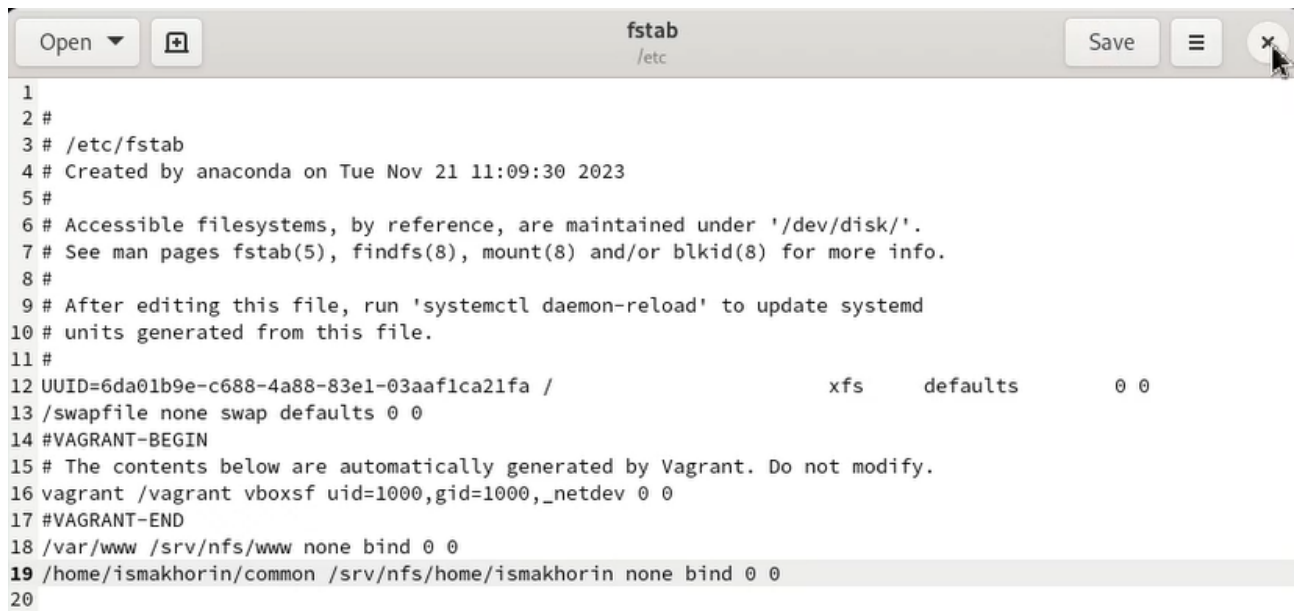 Open
fstab
/etc
Save
1
2 #
3 # /etc/fstab
4 # Created by anaconda on Tue Nov 21 11:09:30 2023
5 #
6 # Accessible filesystems, by reference, are maintained under '/dev/disk/'.
7 # See man pages fstab(5), findfs(8), mount(8) and/or blkid(8) for more info.
8 #
9 # After editing this file, run 'systemctl daemon-reload' to update systemd
10 # units generated from this file.
11 #
12 UUID=6da01b9e-c688-4a88-83e1-03aaf1ca21fa / xfs defaults 0 0
13 /swapfile none swap defaults 0 0
14 #VAGRANT-BEGIN
15 # The contents below are automatically generated by Vagrant. Do not modify.
16 vagrant /vagrant vboxsf uid=1000,gid=1000,_netdev 0 0
17 #VAGRANT-END
18 /var/www /srv/nfs/www none bind 0 0
19 /home/ismakhorin/common /srv/nfs/home/ismakhorin none bind 0 0
20